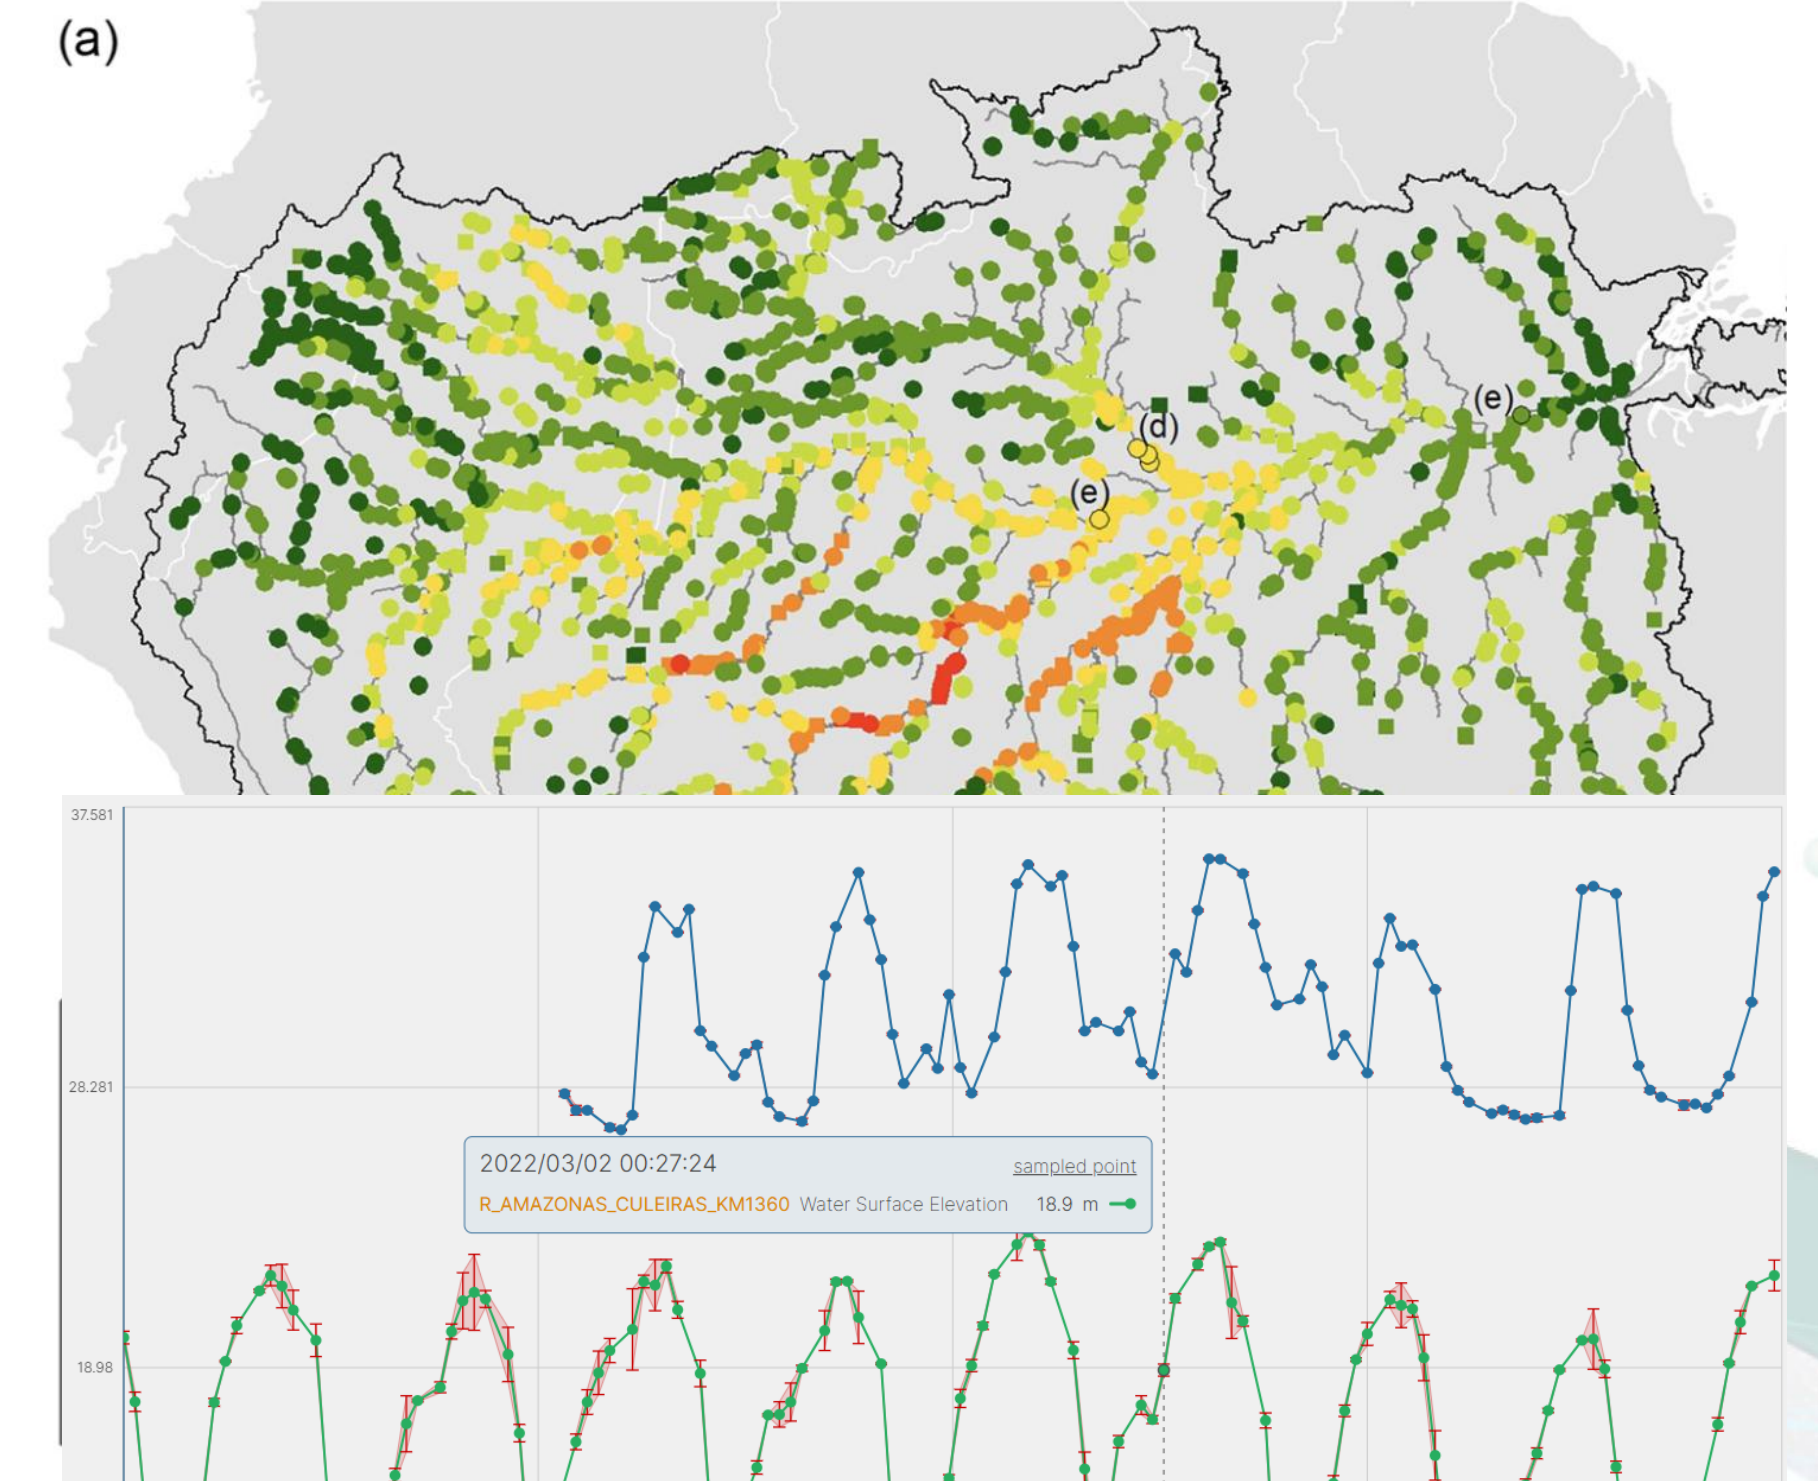 (a)
(d)
(e)
(e)
37.581
28.281
2022/03/02 00:27:24 sampled point
R_AMAZONAS_CULEIRAS_KM1360 Water Surface Elevation 18.9 m
18.98